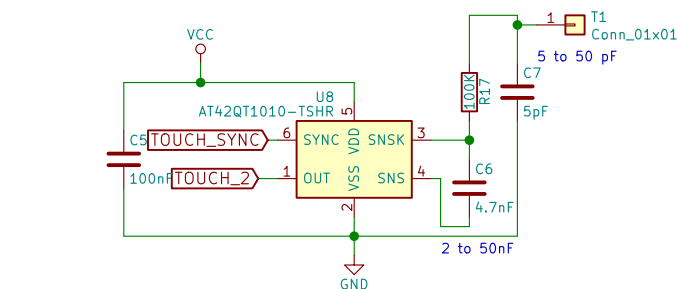 VCC
T1
1
Conn_01x01
5 to 50 pF
C7
5pF
100K
R17
U8
AT42QT1010-TSHR
5
C5
TOUCH_SYNC
6
SYNC
VDD
SNSK
3
100nF
TOUCH_2
1
OUT
VSS
SNS
4
C6
4.7nF
2
2 to 50nF
GND